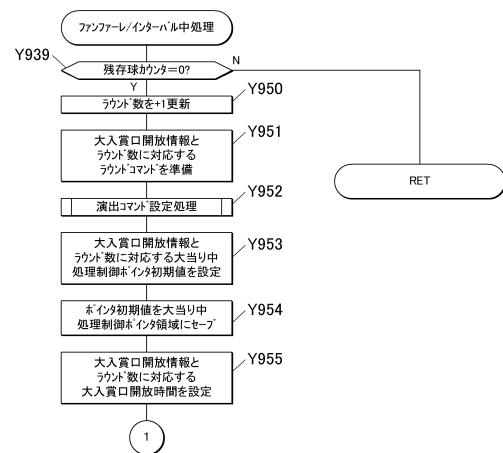 ファンファーレ/インターバル中処理
Y939
残存球カウンタ=0?
N
Y
Y950
ラウンド数を+1更新
Y951
大入賞口開放情報と
ラウンド数に対応する
ラウンドコマンドを準備
RET
Y952
演出コマンド設定処理
Y953
大入賞口開放情報と
ラウンド数に対応する大当り中
処理制御ポインタ初期値を設定
Y954
ポインタ初期値を大当り中
処理制御ポインタ領域にセーブ
Y955
大入賞口開放情報と
ラウンド数に対応する
大入賞口開放時間を設定
1